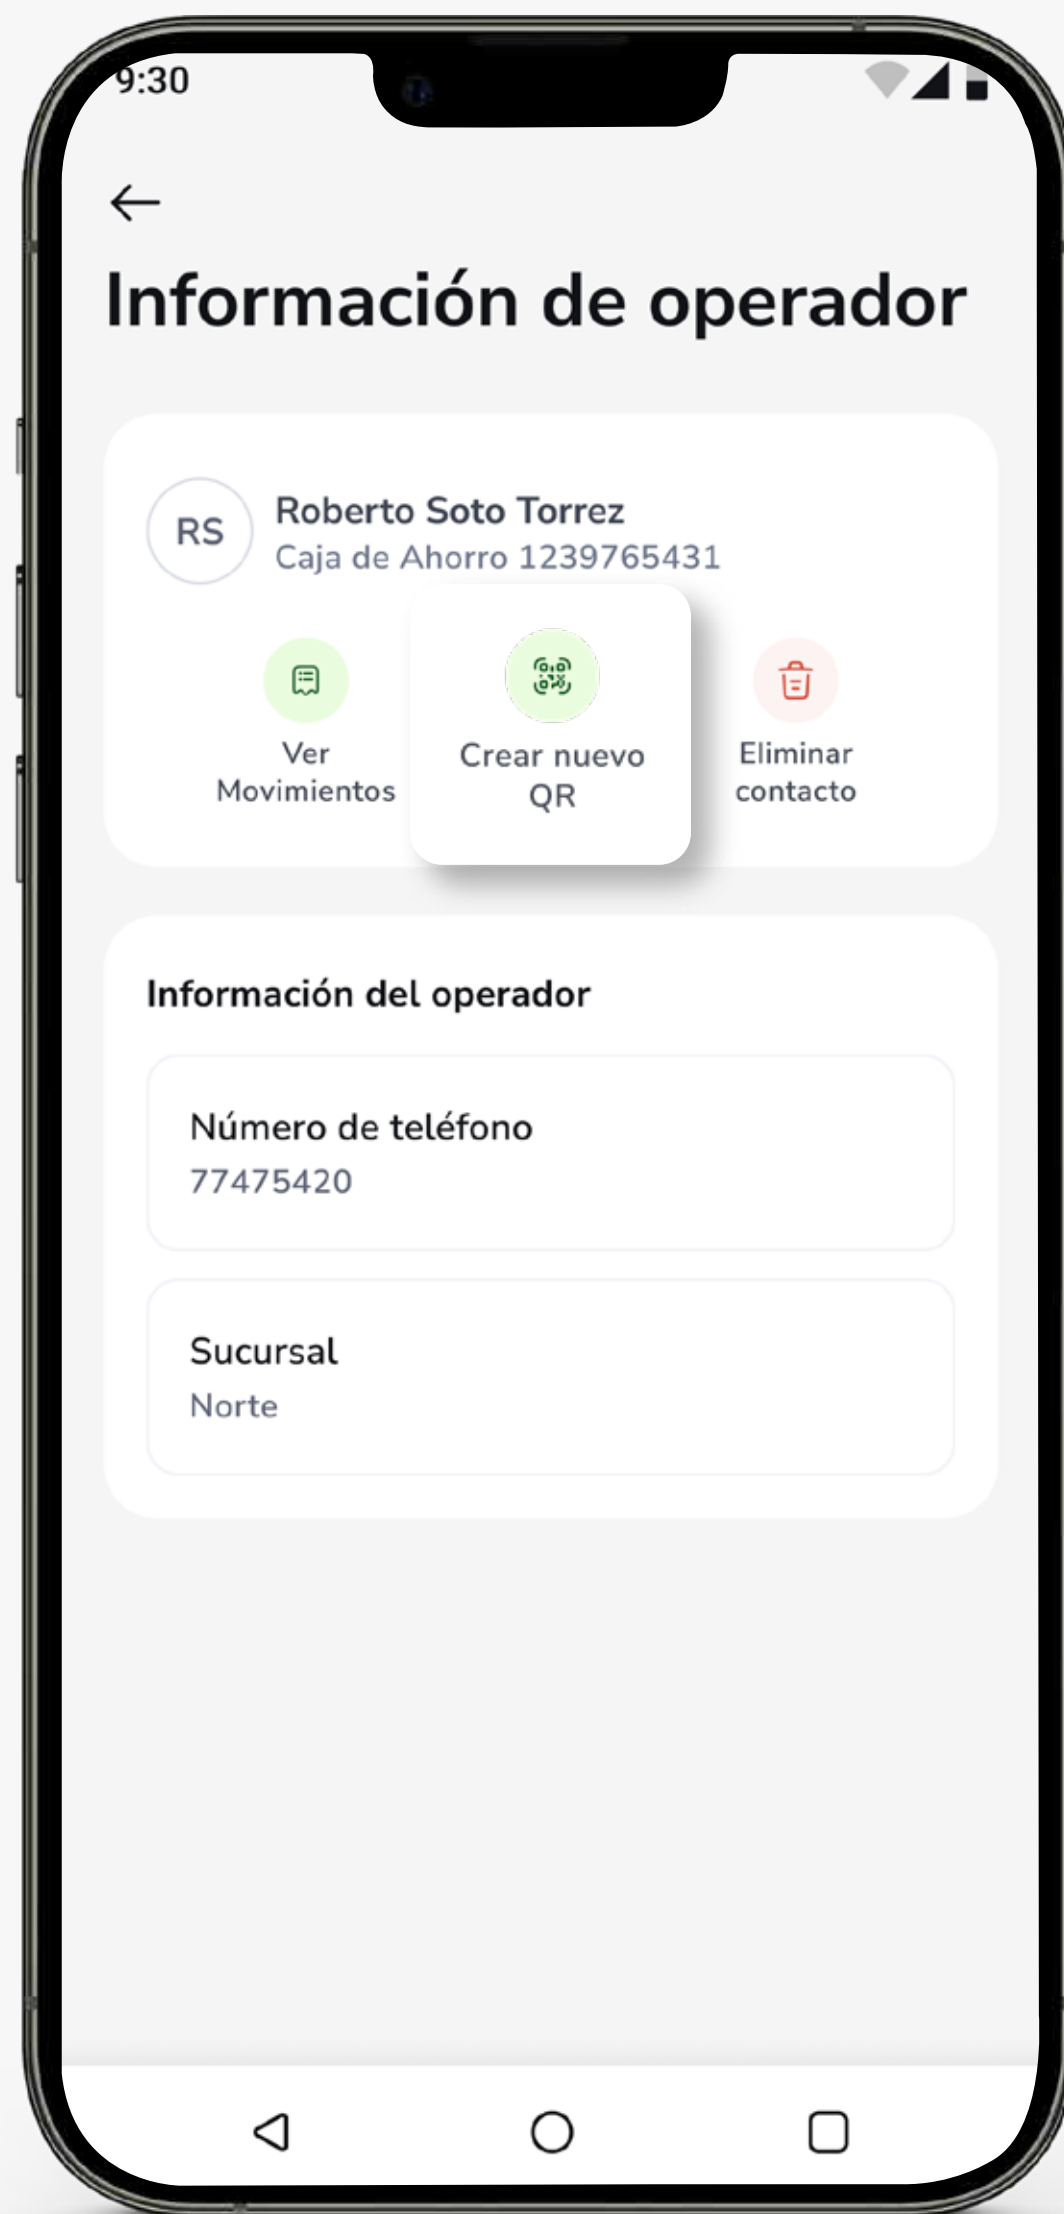 9:30
Información de operador
RS
Roberto Soto Torrez
Caja de Ahorro 1239765431
Ver
Movimientos
Crear nuevo
QR
Eliminar
contacto
Información del operador
Número de teléfono
77475420
Sucursal
Norte